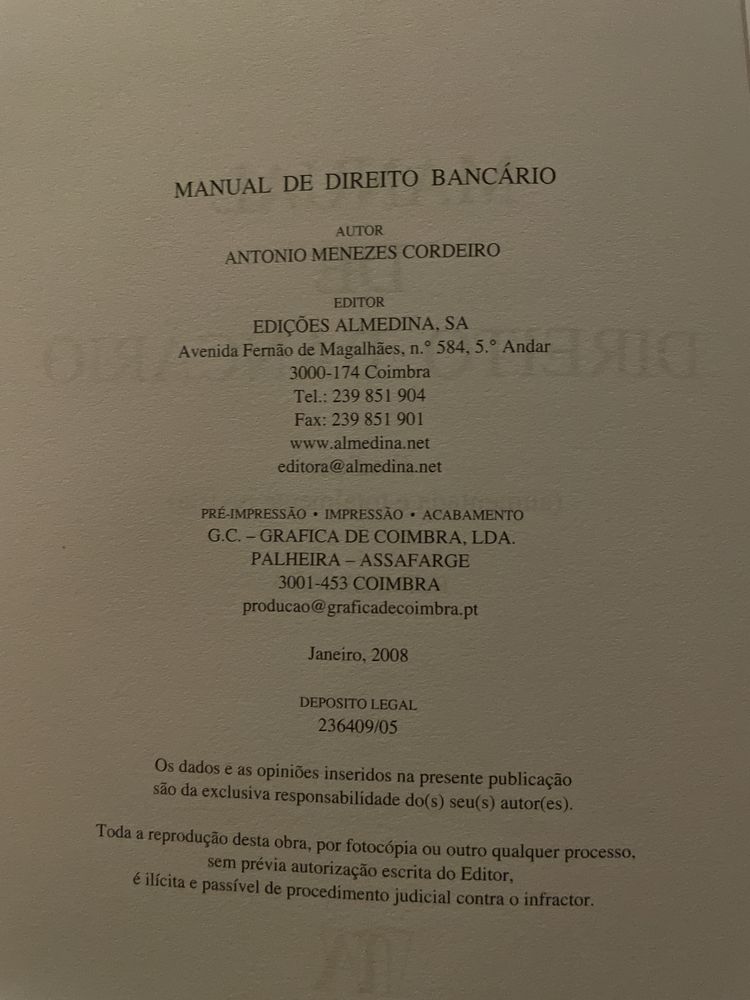 MANUAL DE DIREITO BANCÁRIO
AUTOR
ANTONIO MENEZES CORDEIRO
EDITOR
EDIÇÕES ALMEDINA, SA
Avenida Fernão de Magalhães, n.º 584, 5.º Andar
3000-174 Coimbra
Tel.: 239 851 904
Fax: 239 851 901
www.almedina.net
editora@almedina.net
PRÉ-IMPRESSÃO • IMPRESSÃO • ACABAMENTO
G.C. – GRAFICA DE COIMBRA, LDA.
PALHEIRA – ASSAFARGE
3001-453 COIMBRA
producao@graficadecoimbra.pt
Janeiro, 2008
DEPOSITO LEGAL
236409/05
Os dados e as opiniões inseridos na presente publicação
são da exclusiva responsabilidade do(s) seu(s) autor(es).
Toda a reprodução desta obra, por fotocópia ou outro qualquer processo,
sem prévia autorização escrita do Editor,
é ilícita e passível de procedimento judicial contra o infractor.